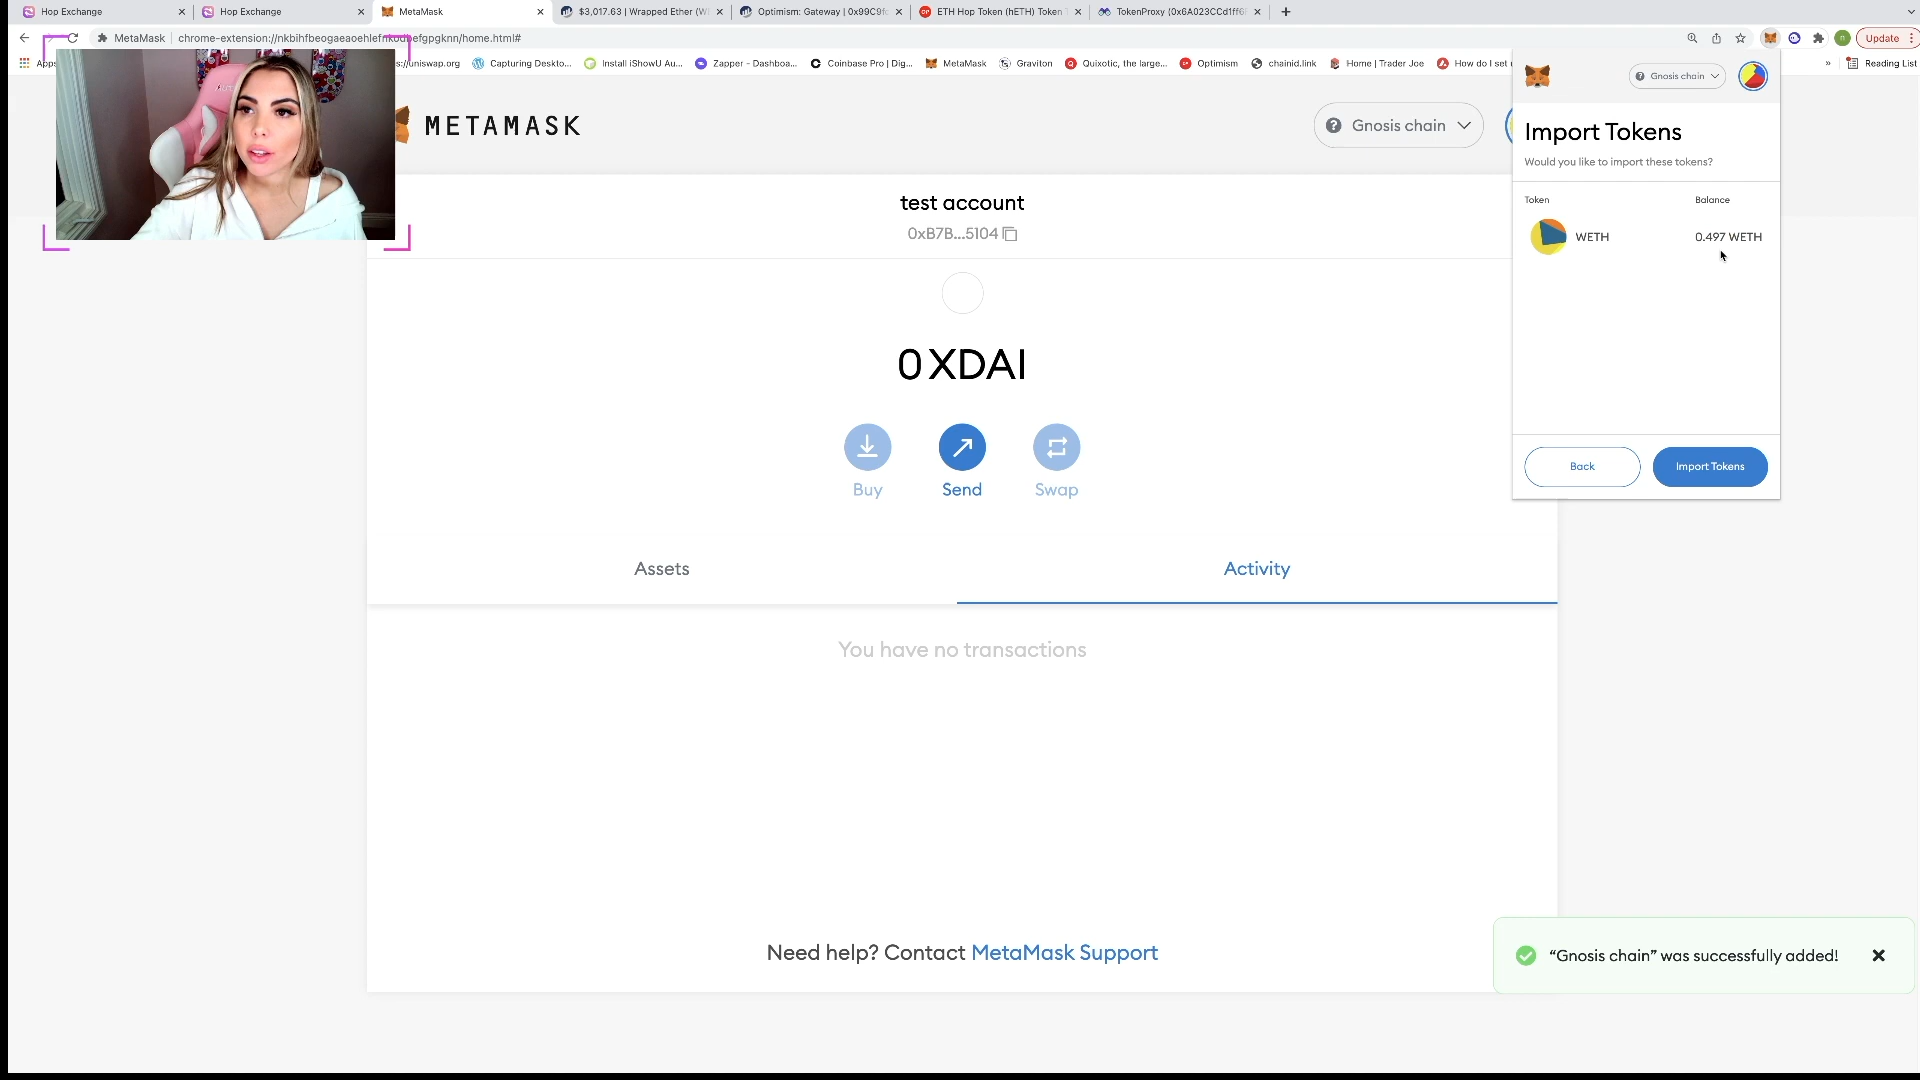 Hop Exchange
Hop Exchange
MetaMask
$3,017.63 | Wrapped Ether (W
Optimism: Gateway | 0x99C9f
ETH Hop Token (hETH) Token
TokenProxy (0x6A023CCd1ff6
MetaMask
chrome-extension://nkbihfbeogaeaoehlefnkodbefgpgknn/home.html#
Update
Apps
s://uniswap.org
Capturing Deskto...
Install iShowU Au...
Zapper - Dashboa...
Coinbase Pro | Dig...
MetaMask
Graviton
Quixotic, the large...
Optimism
chainid.link
Home | Trader Joe
How do I set
»
Reading List
METAMASK
Gnosis chain
Gnosis chain
Import Tokens
Would you like to import these tokens?
Token
Balance
WETH
0.497 WETH
Back
Import Tokens
test account
0xB7B...5104
0 XDAI
Buy
Send
Swap
Assets
Activity
You have no transactions
Need help? Contact MetaMask Support
“Gnosis chain” was successfully added!